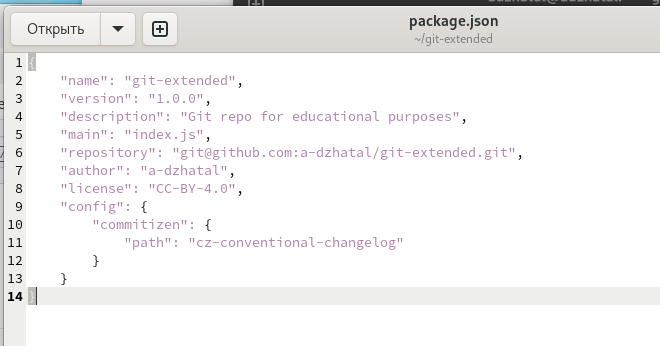 package.json
Открыть
~/git-extended
1 {
2 "name": "git-extended",
3 "version": "1.0.0",
4 "description": "Git repo for educational purposes",
5 "main": "index.js",
6 "repository": "git@github.com:a-dzhatal/git-extended.git",
7 "author": "a-dzhatal",
8 "license": "CC-BY-4.0",
9 "config": {
10 "commitizen": {
11 "path": "cz-conventional-changelog"
12 }
13 }
14 }